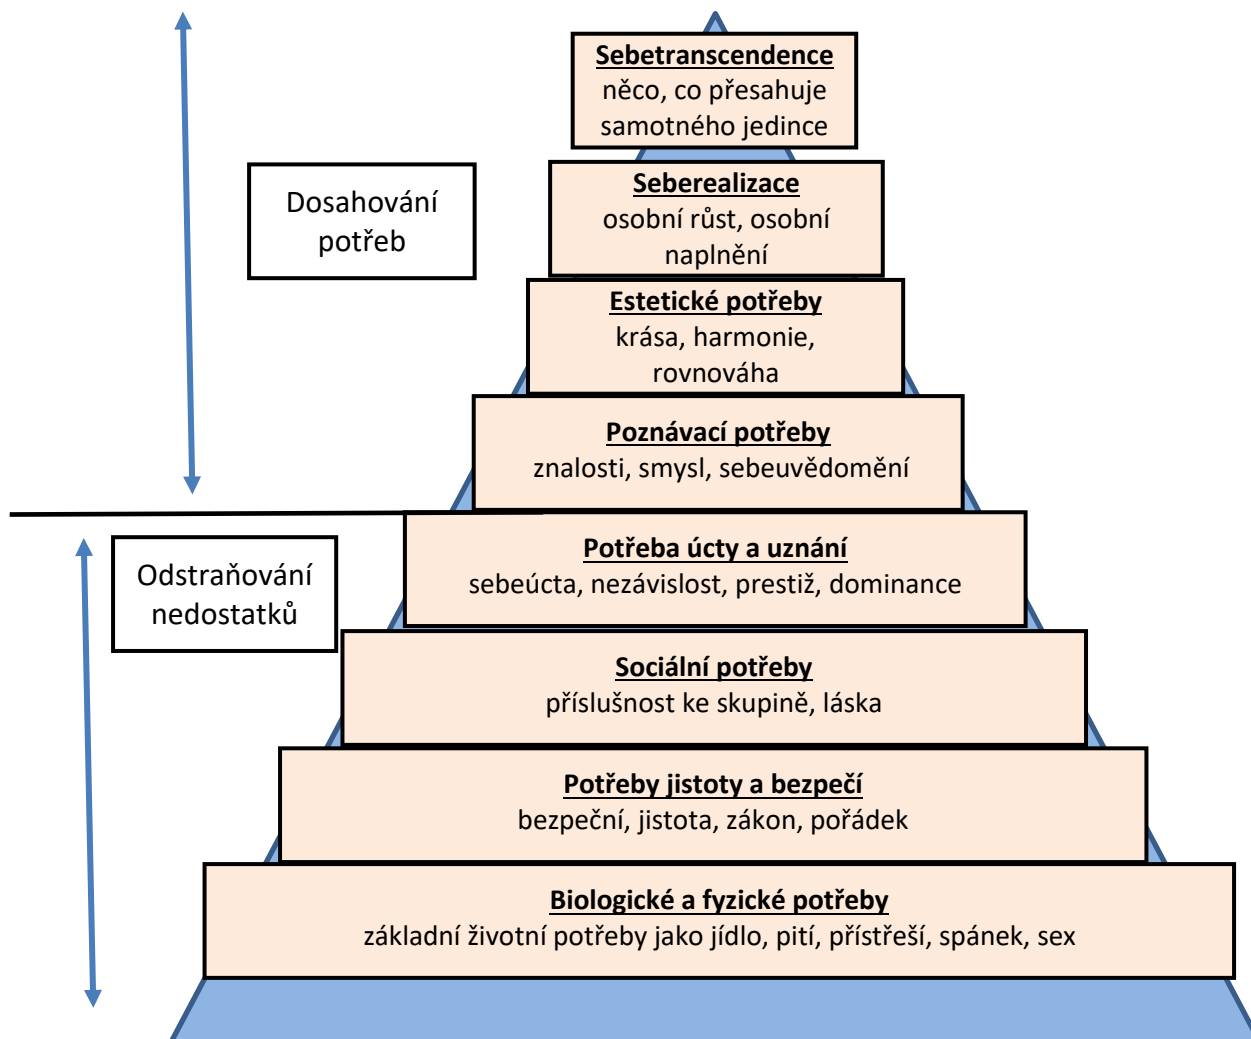 Sebetranscendence
něco, co přesahuje
samotného jedince
Dosahování
potřeb
Seberealizace
osobní růst, osobní
naplnění
Estetické potřeby
krása, harmonie,
rovnováha
Poznávací potřeby
znalosti, smysl, sebeuvědomění
Odstraňování
nedostatků
Potřeba úcty a uznání
sebeúcta, nezávislost, prestiž, dominance
Sociální potřeby
příslušnost ke skupině, láska
Potřeby jistoty a bezpečí
bezpeční, jistota, zákon, pořádek
Biologické a fyzické potřeby
základní životní potřeby jako jídlo, pití, přístřeší, spánek, sex